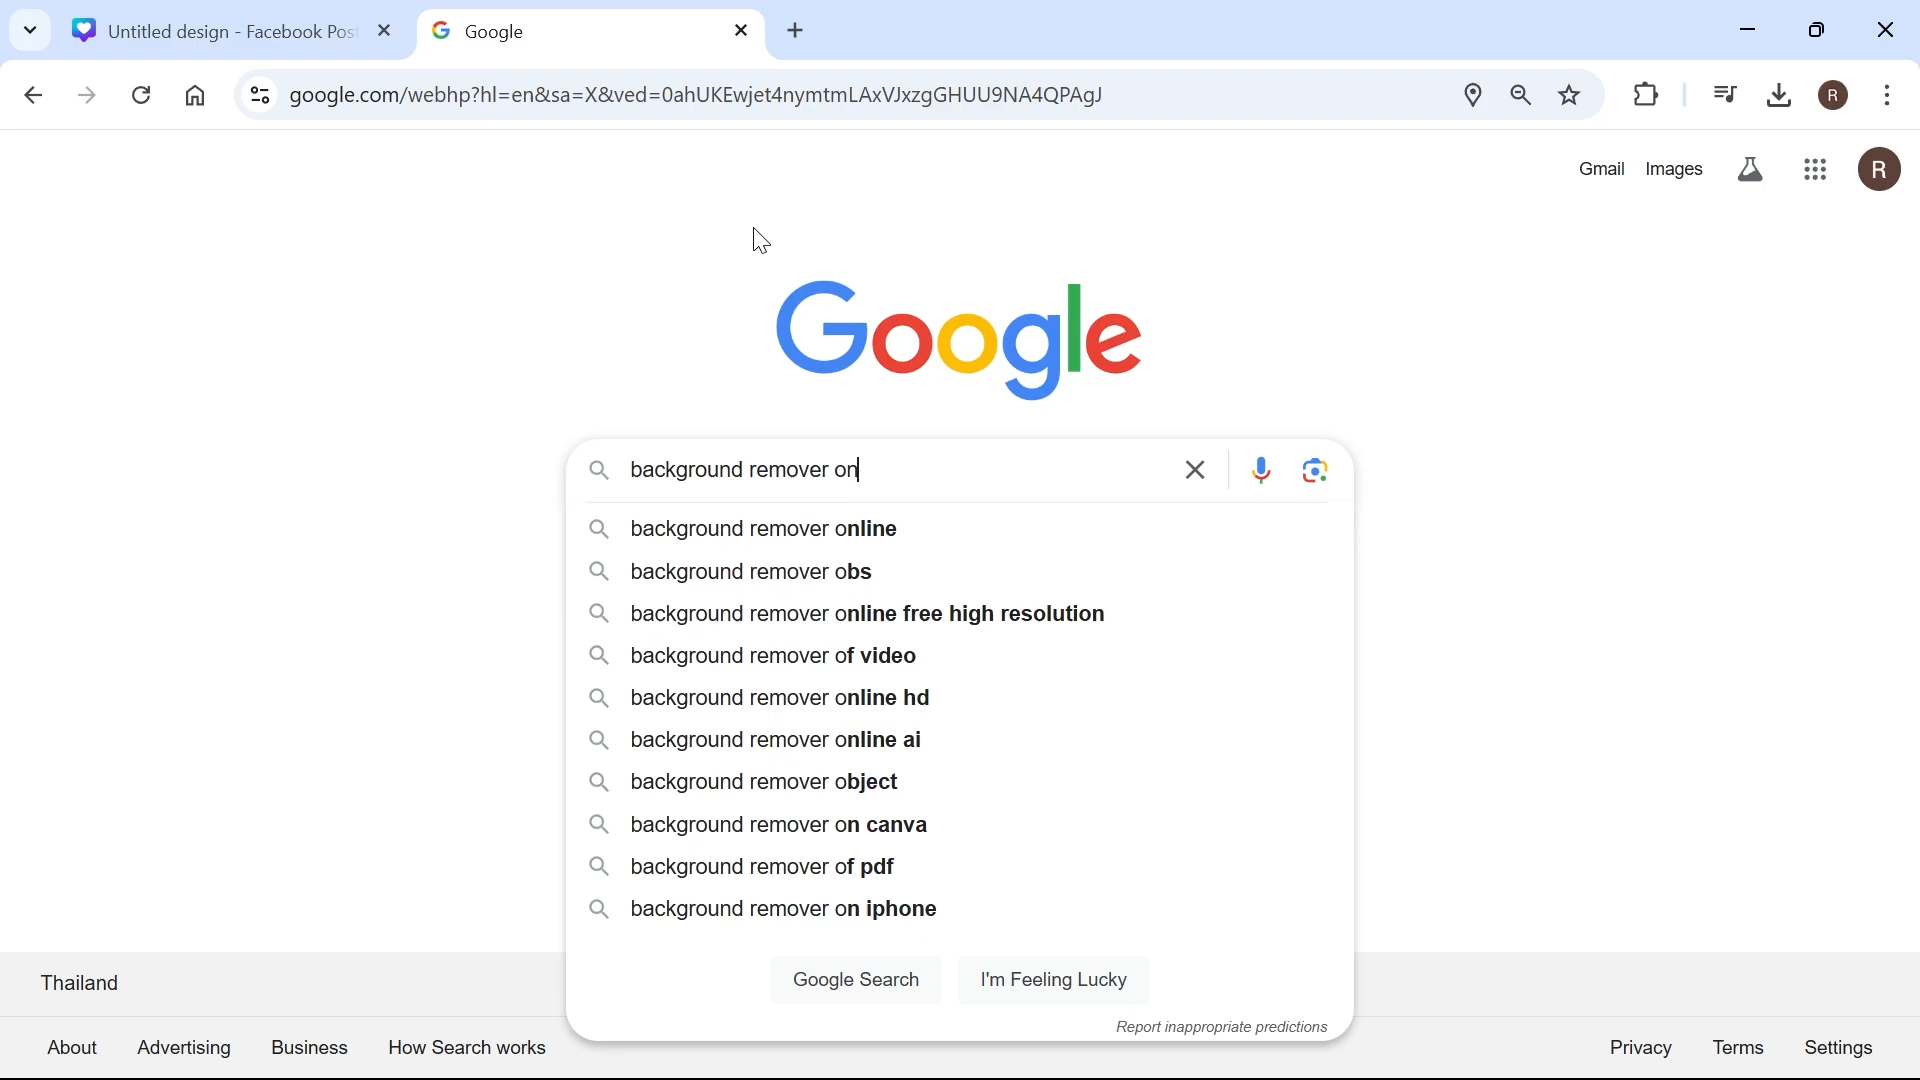 Untitled design - Facebook Post
Google
google.com/webhp?hl=en&sa=X&ved=0ahUKEwjet4nymtmLAxVJxzgGHUU9NA4QPAgJ
R
Gmail Images
R
Google
background remover on
background remover online
background remover obs
background remover online free high resolution
background remover of video
background remover online hd
background remover online ai
background remover object
background remover on canva
background remover of pdf
background remover on iphone
Google Search I'm Feeling Lucky
Report inappropriate predictions
Thailand
About Advertising Business How Search works
Privacy Terms Settings